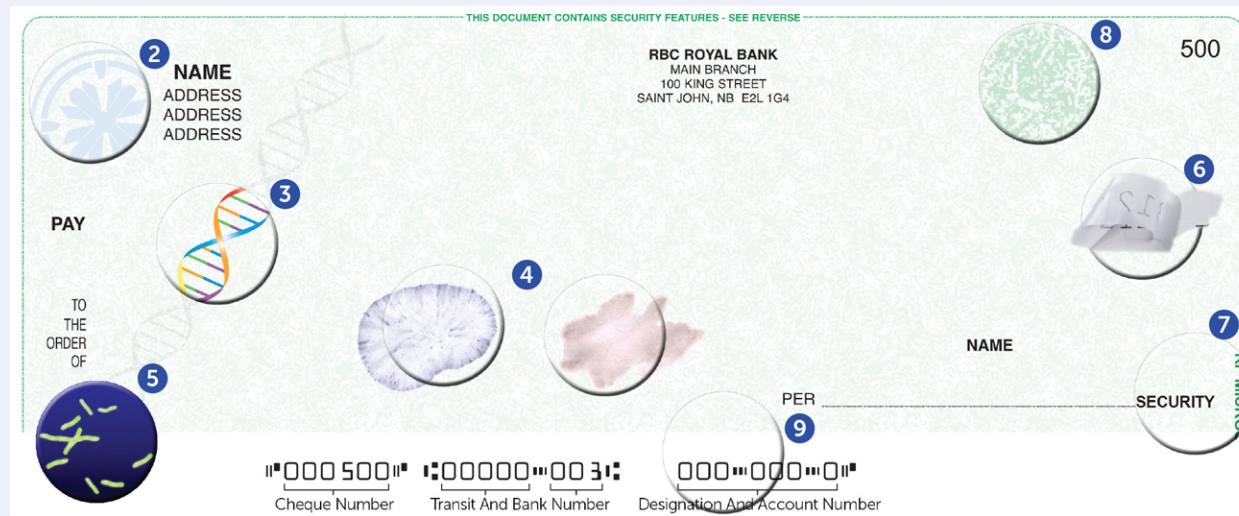 THIS DOCUMENT CONTAINS SECURITY FEATURES - SEE REVERSE
2
NAME
ADDRESS
ADDRESS
ADDRESS
RBC ROYAL BANK
MAIN BRANCH
100 KING STREET
SAINT JOHN, NB E2L 1G4
8
500
3
6
PAY
112
4
TO
THE
ORDER
OF
NAME
7
5
PER
SECURITY
9
⑈000500⑈ ⑆00000⑉003⑆ 000⑉000⑉0⑈
Cheque Number Transit And Bank Number Designation And Account Number